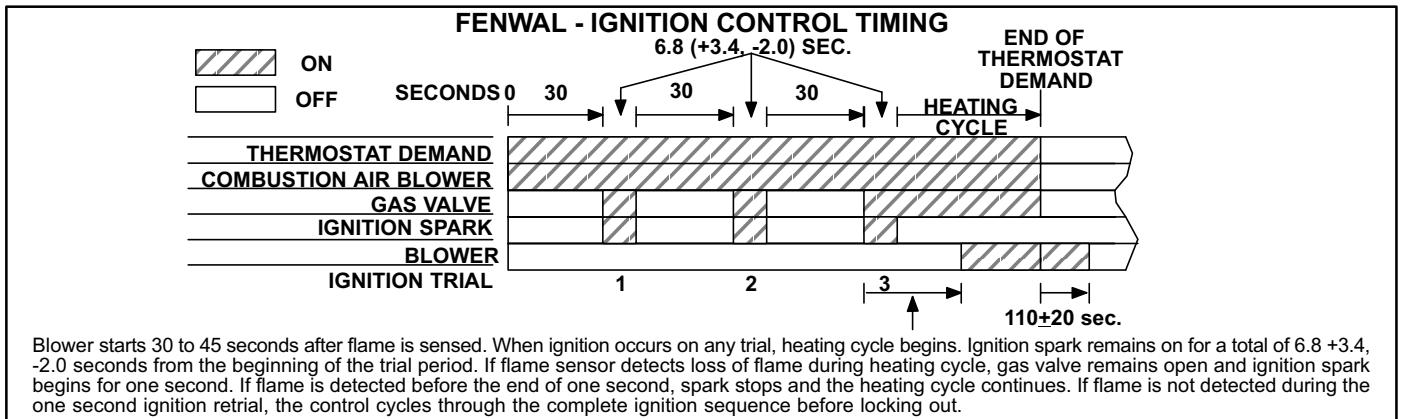 FENWAL - IGNITION CONTROL TIMING
6.8 (+3.4, -2.0) SEC.
END OF
THERMOSTAT
DEMAND
ON
OFF
SECONDS 0 30 30 30
HEATING
CYCLE
THERMOSTAT DEMAND
COMBUSTION AIR BLOWER
GAS VALVE
IGNITION SPARK
BLOWER
IGNITION TRIAL 1 2 3
110+20 sec.
Blower starts 30 to 45 seconds after flame is sensed. When ignition occurs on any trial, heating cycle begins. Ignition spark remains on for a total of 6.8 +3.4,
-2.0 seconds from the beginning of the trial period. If flame sensor detects loss of flame during heating cycle, gas valve remains open and ignition spark
begins for one second. If flame is detected before the end of one second, spark stops and the heating cycle continues. If flame is not detected during the
one second ignition retrial, the control cycles through the complete ignition sequence before locking out.